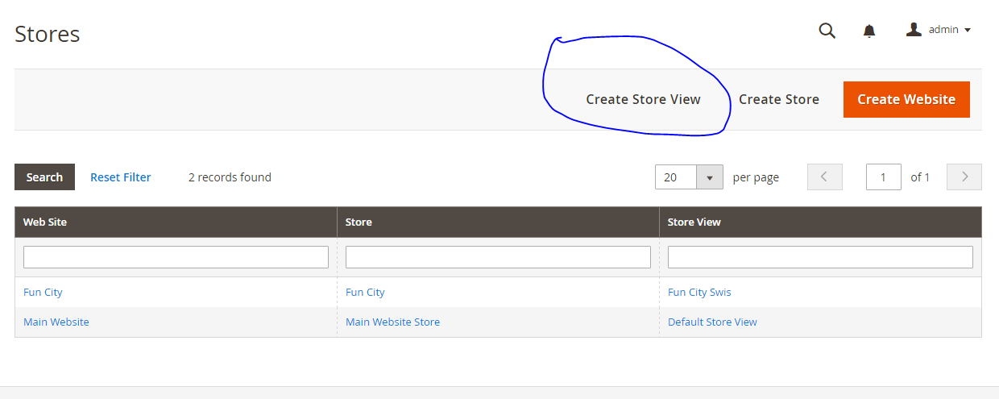 Stores
admin
Create Store View Create Store Create Website
Search Reset Filter 2 records found 20 per page 1 of 1
Web Site Store Store View
Fun City Fun City Fun City Swis
Main Website Main Website Store Default Store View